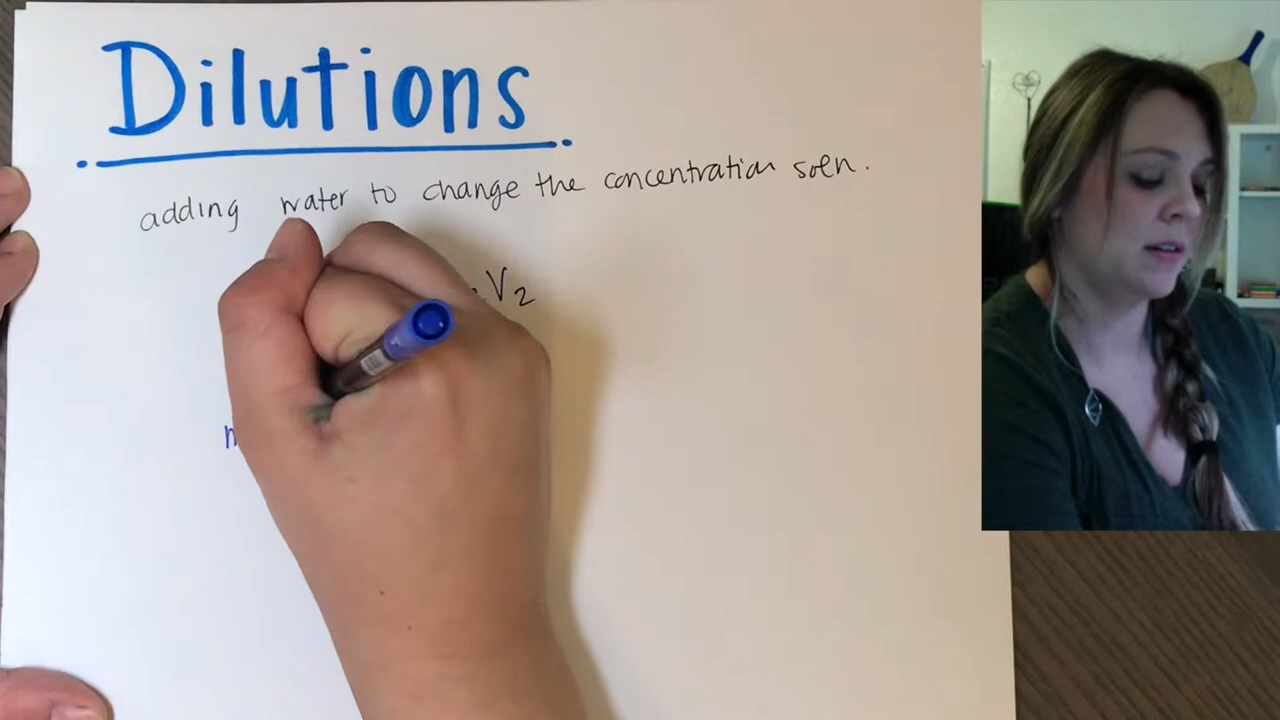 Dilutions
adding water to change the concentration soln.
V2